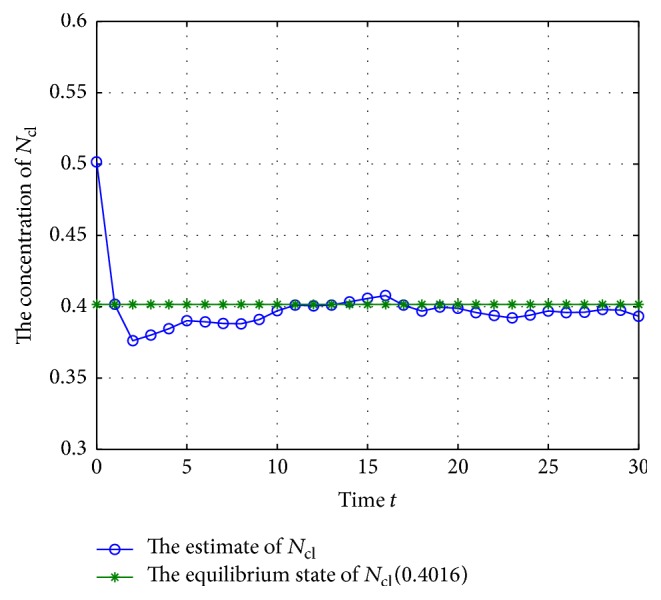 0.6
0.55
0.5
0.45
0.4
0.35
0.3
The concentration of N_cl
0 5 10 15 20 25 30
Time t
The estimate of N_cl
The equilibrium state of N_cl(0.4016)